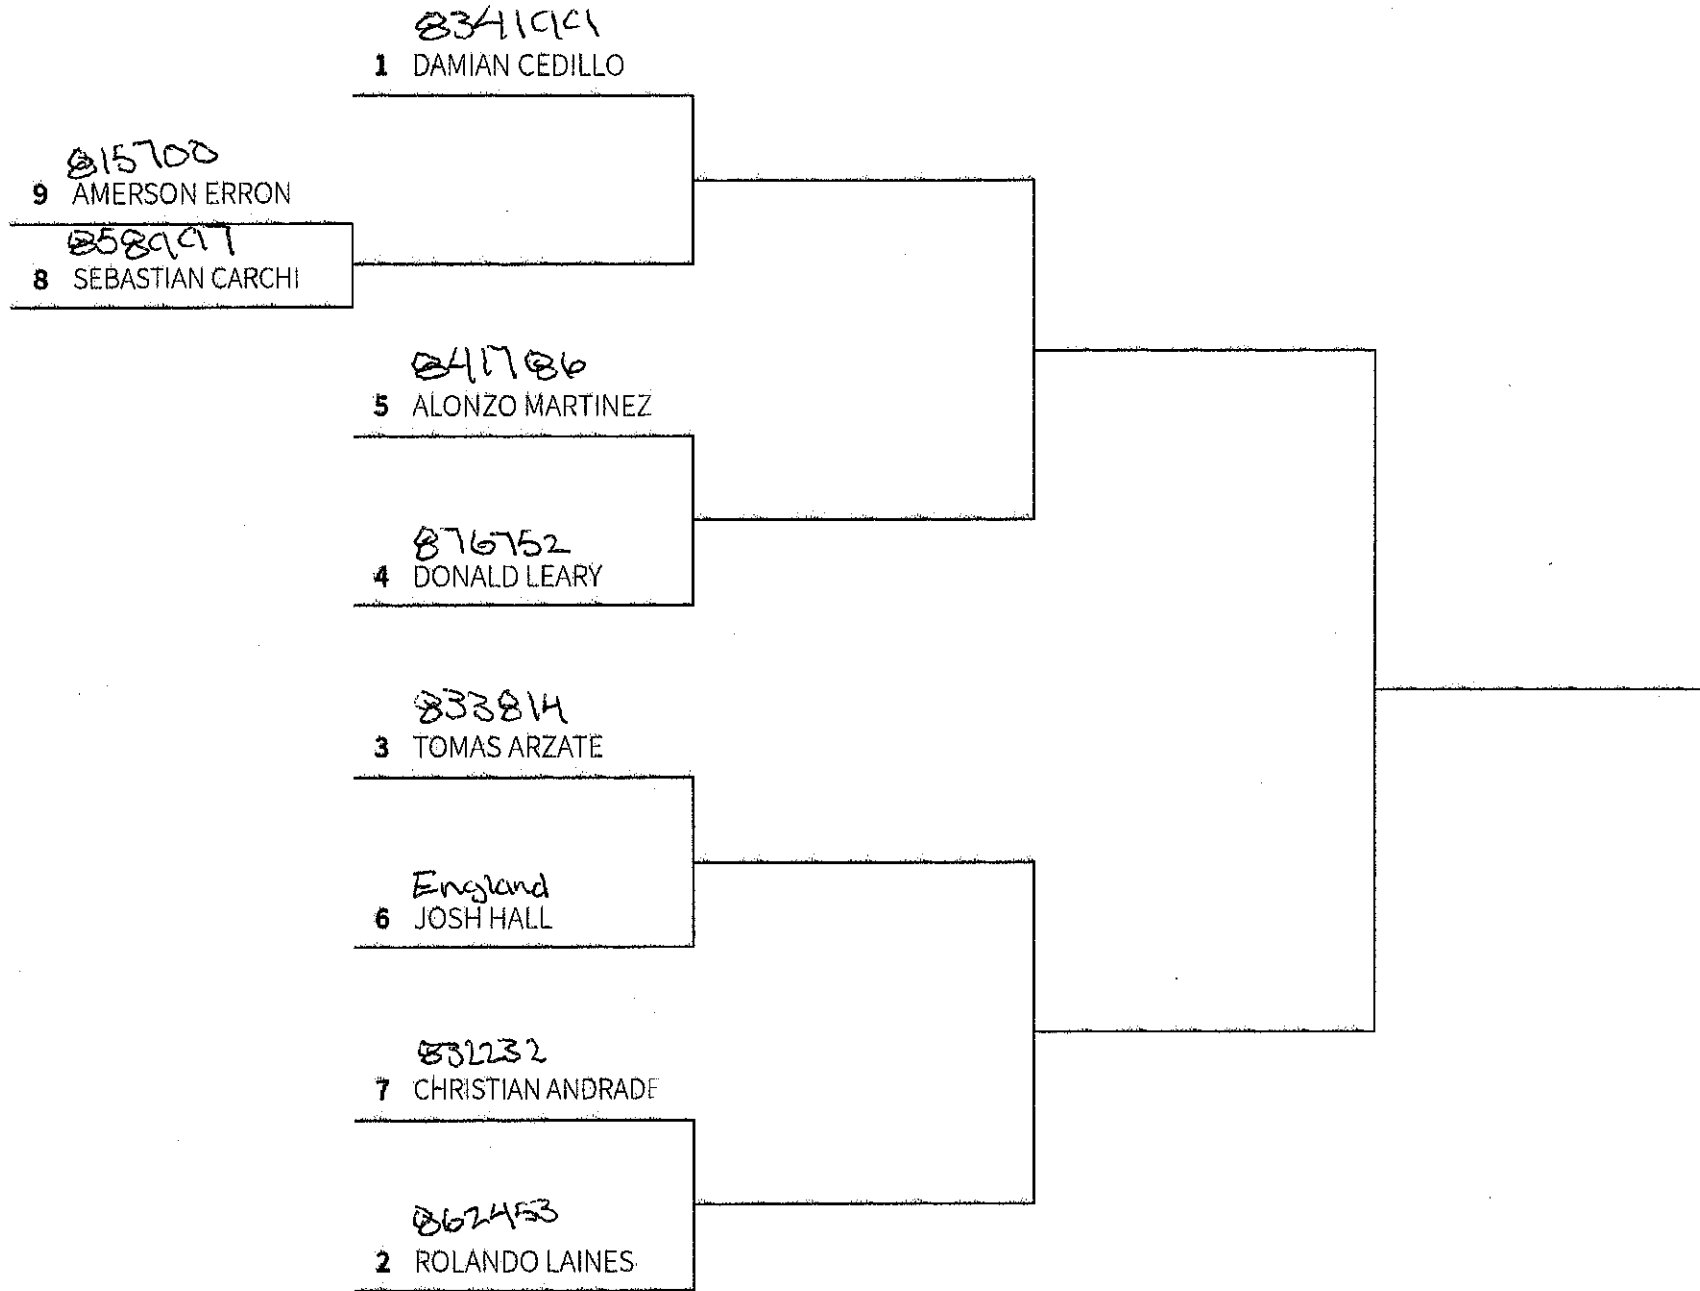 834199
1 DAMIAN CEDILLO
815700
9 AMERSON ERRON
858997
8 SEBASTIAN CARCHI
841786
5 ALONZO MARTINEZ
876752
4 DONALD LEARY
833814
3 TOMAS ARZATE
England
6 JOSH HALL
832232
7 CHRISTIAN ANDRADE
862453
2 ROLANDO LAINES